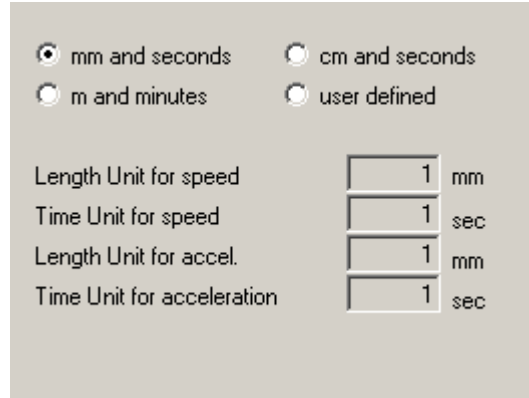 mm and seconds cm and seconds
m and minutes user defined
Length Unit for speed 1 mm
Time Unit for speed 1 sec
Length Unit for accel. 1 mm
Time Unit for acceleration 1 sec